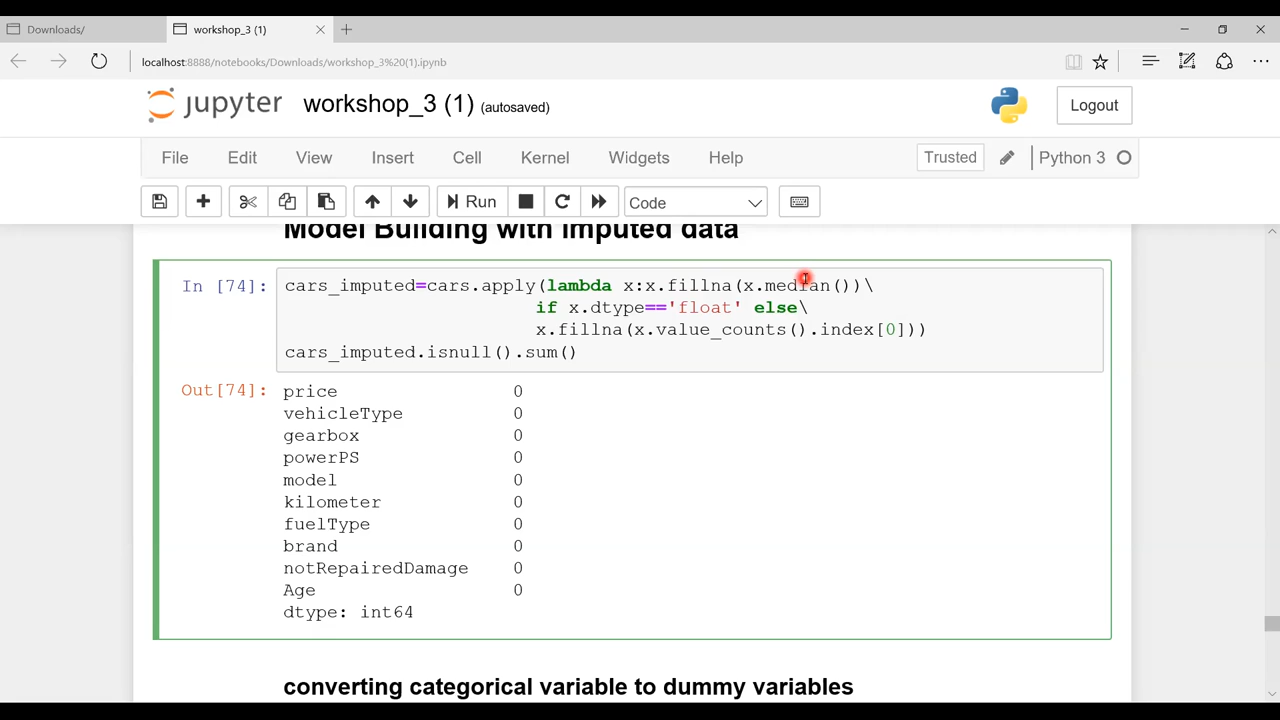 Downloads/
workshop_3 (1)
localhost:8888/notebooks/Downloads/workshop_3%20(1).ipynb
jupyter workshop_3 (1) (autosaved)
Logout
File Edit View Insert Cell Kernel Widgets Help
Trusted
Python 3
Run
Code
Model Building with imputed data
In [74]: cars_imputed=cars.apply(lambda x:x.fillna(x.median())\
if x.dtype=='float' else\
x.fillna(x.value_counts().index[0]))
cars_imputed.isnull().sum()
Out[74]: price 0
vehicleType 0
gearbox 0
powerPS 0
model 0
kilometer 0
fuelType 0
brand 0
notRepairedDamage 0
Age 0
dtype: int64
converting categorical variable to dummy variables